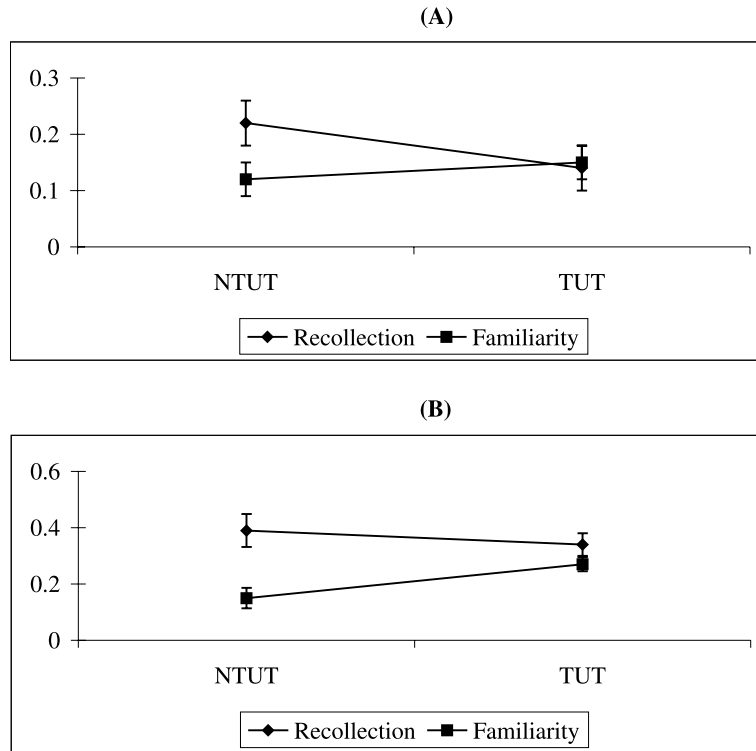 (A)
0.3
0.2
0.1
0
NTUT TUT
Recollection Familiarity
(B)
0.6
0.4
0.2
0
NTUT TUT
Recollection Familiarity